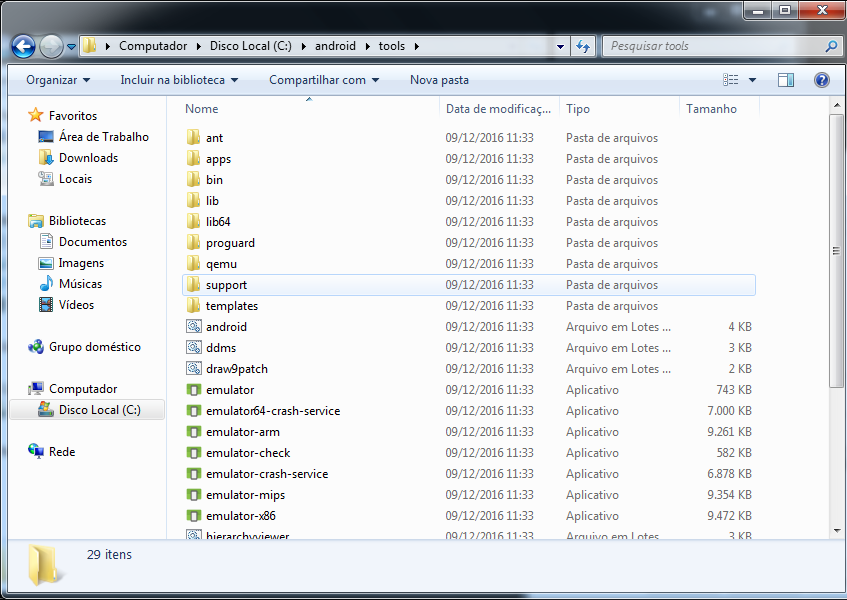 Computador Disco Local (C:) android tools
Pesquisar tools
Organizar Incluir na biblioteca Compartilhar com Nova pasta
Favoritos
Área de Trabalho
Downloads
Locais
Bibliotecas
Documentos
Imagens
Músicas
Vídeos
Grupo doméstico
Computador
Disco Local (C:)
Rede
Nome Data de modificaç... Tipo Tamanho
ant 09/12/2016 11:33 Pasta de arquivos
apps 09/12/2016 11:33 Pasta de arquivos
bin 09/12/2016 11:33 Pasta de arquivos
lib 09/12/2016 11:33 Pasta de arquivos
lib64 09/12/2016 11:33 Pasta de arquivos
proguard 09/12/2016 11:33 Pasta de arquivos
qemu 09/12/2016 11:33 Pasta de arquivos
support 09/12/2016 11:33 Pasta de arquivos
templates 09/12/2016 11:33 Pasta de arquivos
android 09/12/2016 11:33 Arquivo em Lotes ... 4 KB
ddms 09/12/2016 11:33 Arquivo em Lotes ... 3 KB
draw9patch 09/12/2016 11:33 Arquivo em Lotes ... 2 KB
emulator 09/12/2016 11:33 Aplicativo 743 KB
emulator64-crash-service 09/12/2016 11:33 Aplicativo 7.000 KB
emulator-arm 09/12/2016 11:33 Aplicativo 9.261 KB
emulator-check 09/12/2016 11:33 Aplicativo 582 KB
emulator-crash-service 09/12/2016 11:33 Aplicativo 6.878 KB
emulator-mips 09/12/2016 11:33 Aplicativo 9.354 KB
emulator-x86 09/12/2016 11:33 Aplicativo 9.472 KB
hierarchyviewer 09/12/2016 11:33 Arquivo em Lotes ... 3 KB
29 itens